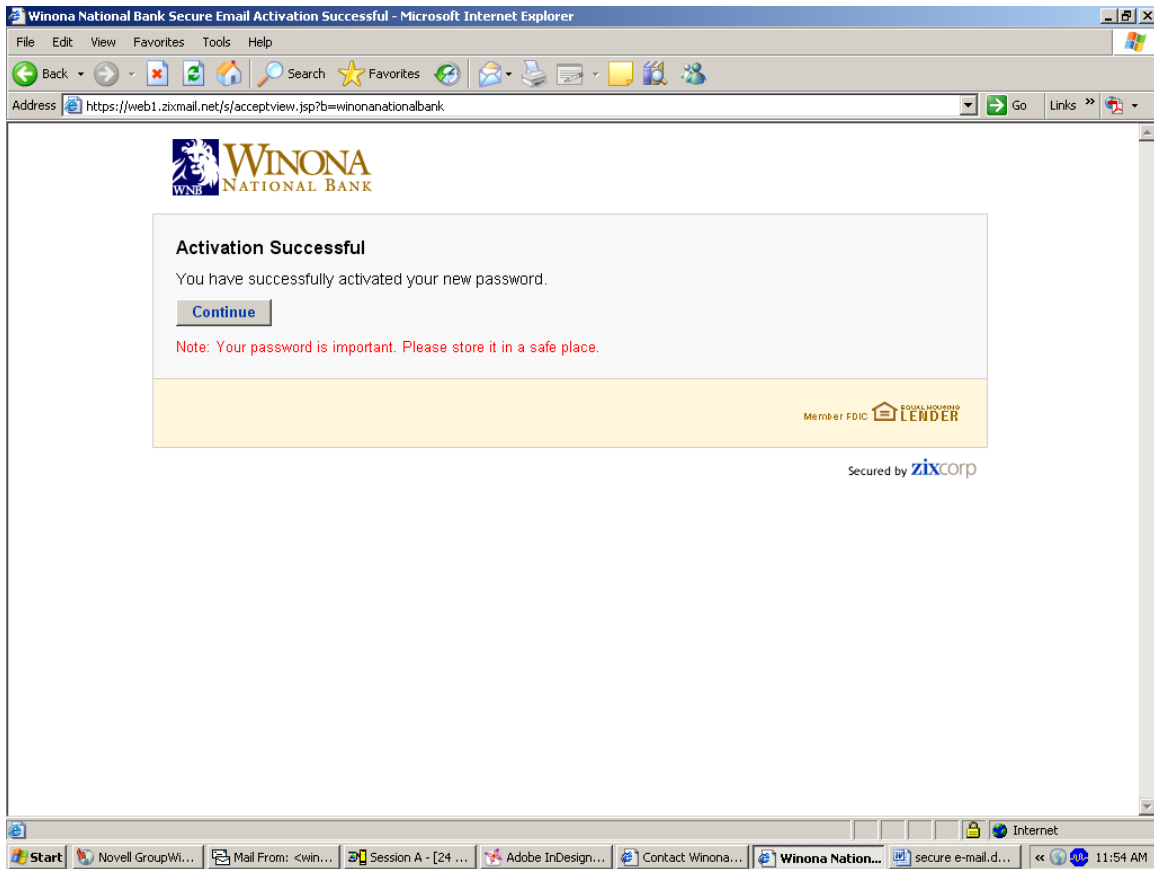 Winona National Bank Secure Email Activation Successful - Microsoft Internet Explorer
File Edit View Favorites Tools Help
Back Search Favorites
Address https://web1.zixmail.net/s/acceptview.jsp?b=winonanationalbank Go Links »
WNB WINONA
NATIONAL BANK
Activation Successful
You have successfully activated your new password.
Continue
Note: Your password is important. Please store it in a safe place.
Member FDIC EQUAL HOUSING
LENDER
Secured by zixcorp
Internet
Start Novell GroupWi... Mail From: <win... Session A - [24 ... Adobe InDesign... Contact Winona... Winona Nation... secure e-mail.d... « 11:54 AM